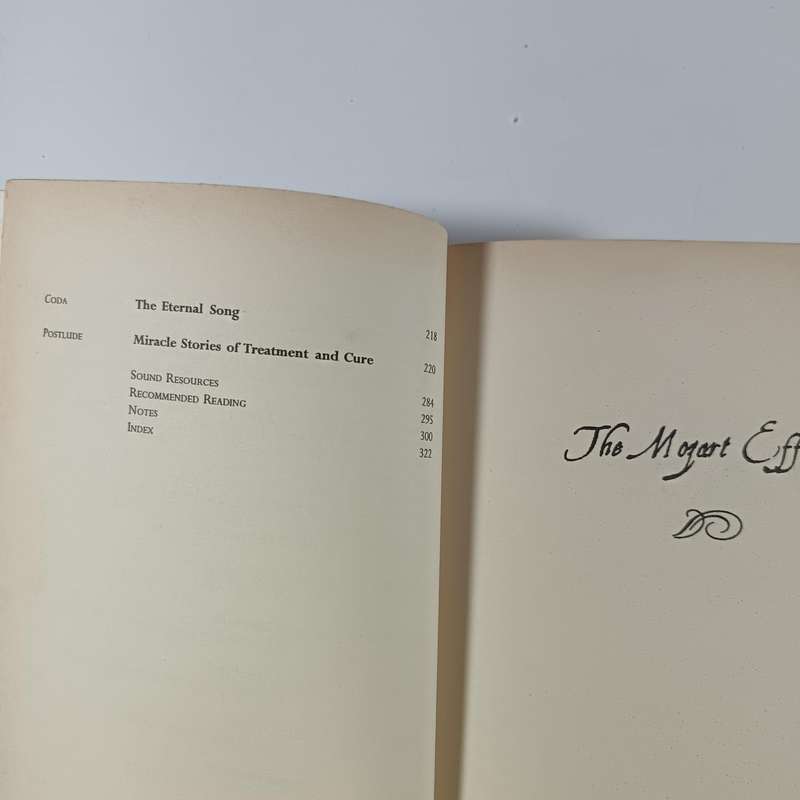 Coda The Eternal Song 218
Postlude Miracle Stories of Treatment and Cure 220
Sound Resources 284
Recommended Reading 295
Notes 300
Index 322
The Mozart Eff